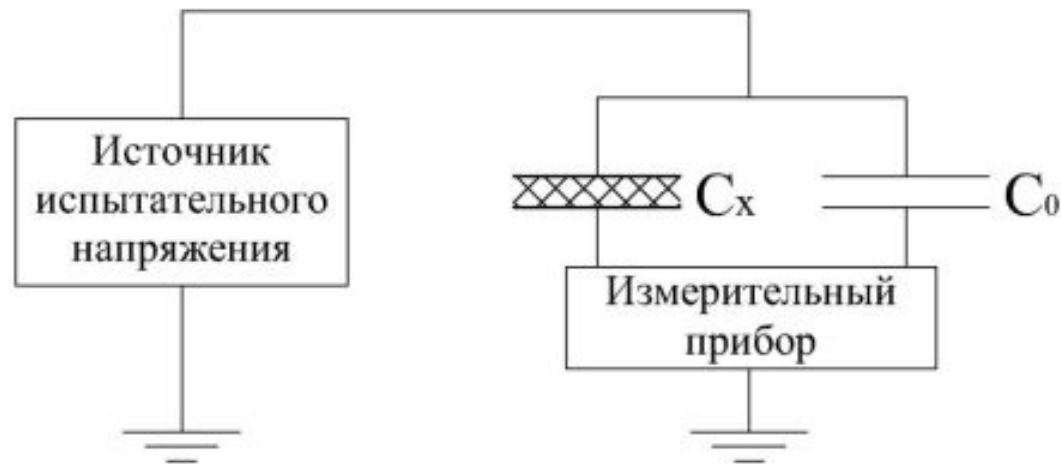 Источник
испытательного
напряжения
Cx
C0
Измерительный
прибор